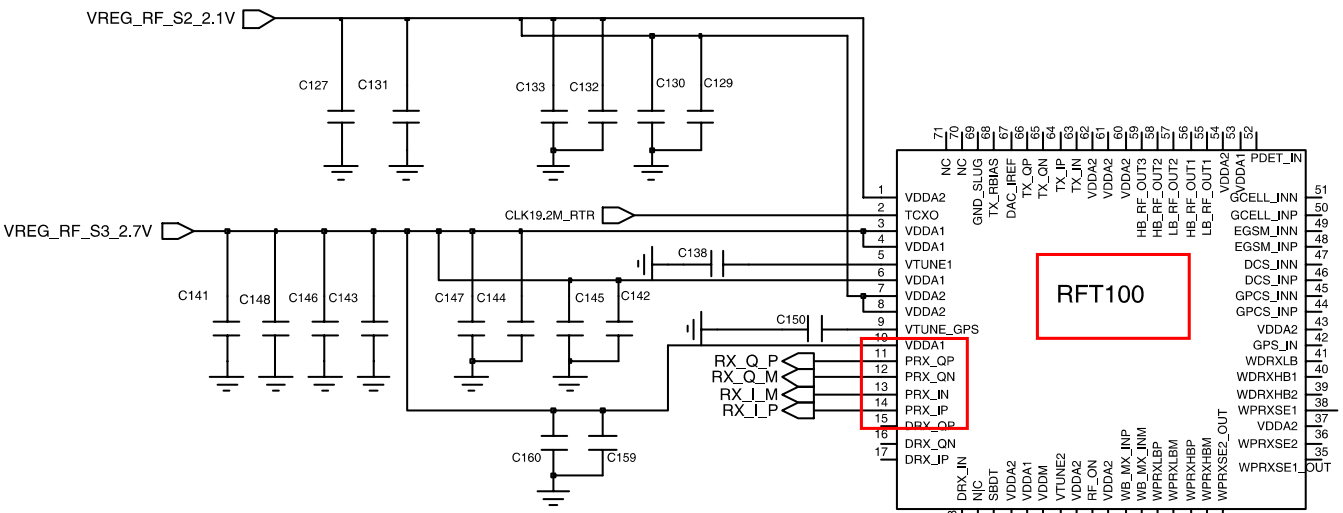 VREG_RF_S2_2.1V
C127
C131
C133
C132
C130
C129
71
70
69
68
67
66
65
64
63
62
61
60
59
58
57
56
55
54
53
52
NC
NC
GND_SLUG
TX_RBIAS
DAC_IREF
TX_QP
TX_QN
TX_IP
TX_IN
VDDA2
VDDA2
VDDA2
HB_RF_OUT3
HB_RF_OUT2
LB_RF_OUT2
HB_RF_OUT1
LB_RF_OUT1
VDDA2
VDDA1
PDET_IN
CLK19.2M_RTR
VREG_RF_S3_2.7V
C138
C141
C148
C146
C143
C147
C144
C145
C142
C150
RX_Q_P
RX_Q_M
RX_I_M
RX_I_P
C160
C159
1 VDDA2
2 TCXO
3 VDDA1
4 VDDA1
5 VTUNE1
6 VDDA1
7 VDDA2
8 VDDA2
9 VTUNE_GPS
10 VDDA1
11 PRX_QP
12 PRX_QN
13 PRX_IN
14 PRX_IP
15 DRX_QP
16 DRX_QN
17 DRX_IP
RFT100
GCELL_INN 51
GCELL_INP 50
EGSM_INN 49
EGSM_INP 48
DCS_INN 47
DCS_INP 46
GPCS_INN 45
GPCS_INP 44
VDDA2 43
GPS_IN 42
WDRXLB 41
WDRXHB1 40
WDRXHB2 39
WPRXSE1 38
VDDA2 37
WPRXSE2 36
WPRXSE1_OUT 35
DRX_IN
N|C
SBDT
VDDA2
VDDA1
VDDM
VTUNE2
VDDA2
RF_ON
VDDA2
WB_MX_INP
WB_MX_INM
WPRXLBP
WPRXLBM
WPRXHBP
WPRXHBM
WPRXSE2_OUT